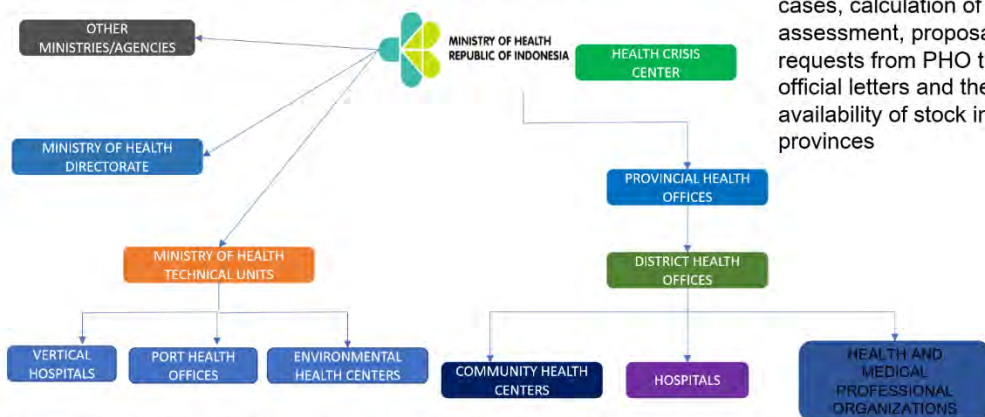 OTHER
MINISTRIES/AGENCIES
MINISTRY OF HEALTH
REPUBLIC OF INDONESIA
HEALTH CRISIS
CENTER
cases, calculation of
assessment, proposa
requests from PHO t
official letters and the
availability of stock in
provinces
MINISTRY OF HEALTH
DIRECTORATE
PROVINCIAL HEALTH
OFFICES
MINISTRY OF HEALTH
TECHNICAL UNITS
DISTRICT HEALTH
OFFICES
VERTICAL
HOSPITALS
PORT HEALTH
OFFICES
ENVIRONMENTAL
HEALTH CENTERS
COMMUNITY HEALTH
CENTERS
HOSPITALS
HEALTH AND
MEDICAL
PROFESSIONAL
ORGANIZATIONS